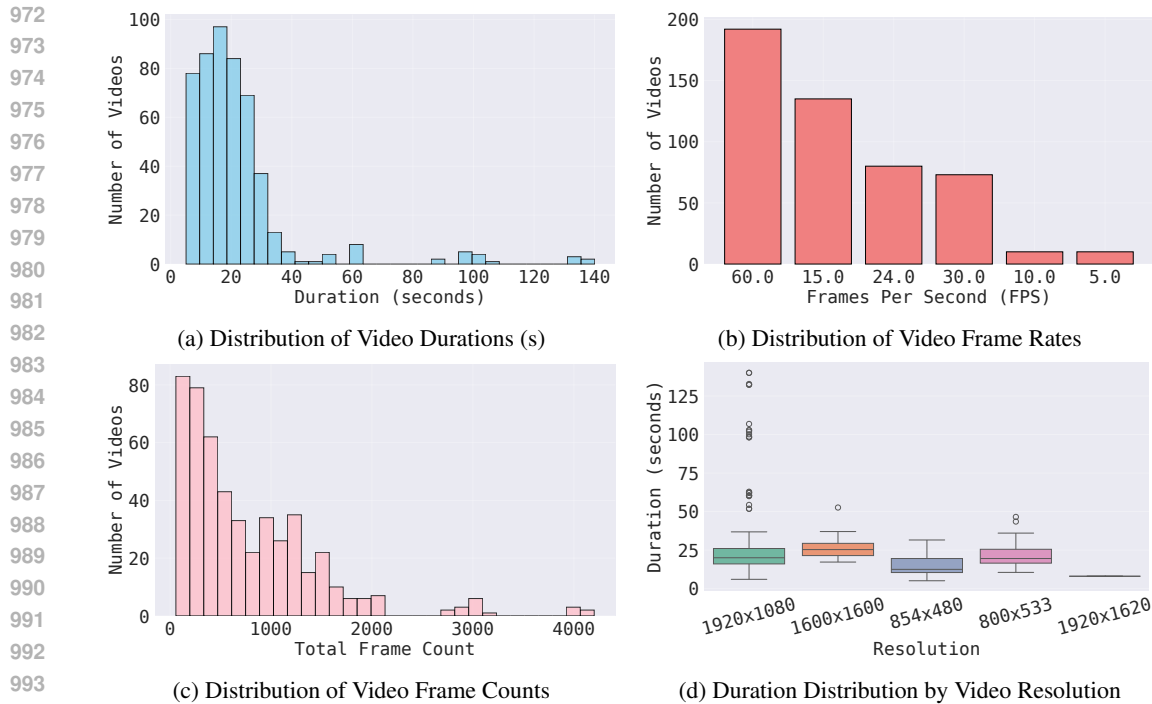 972
973
974
975
976
977
978
979
980
981
982
983
984
985
986
987
988
989
990
991
992
993
Number of Videos
100
80
60
40
20
0
0 20 40 60 80 100 120 140
Duration (seconds)
(a) Distribution of Video Durations (s)
Number of Videos
200
150
100
50
0
60.0 15.0 24.0 30.0 10.0 5.0
Frames Per Second (FPS)
(b) Distribution of Video Frame Rates
Number of Videos
80
60
40
20
0
0 1000 2000 3000 4000
Total Frame Count
(c) Distribution of Video Frame Counts
Duration (seconds)
125
100
75
50
25
0
1920x1080 1600x1600 854x480 800x533 1920x1620
Resolution
(d) Duration Distribution by Video Resolution